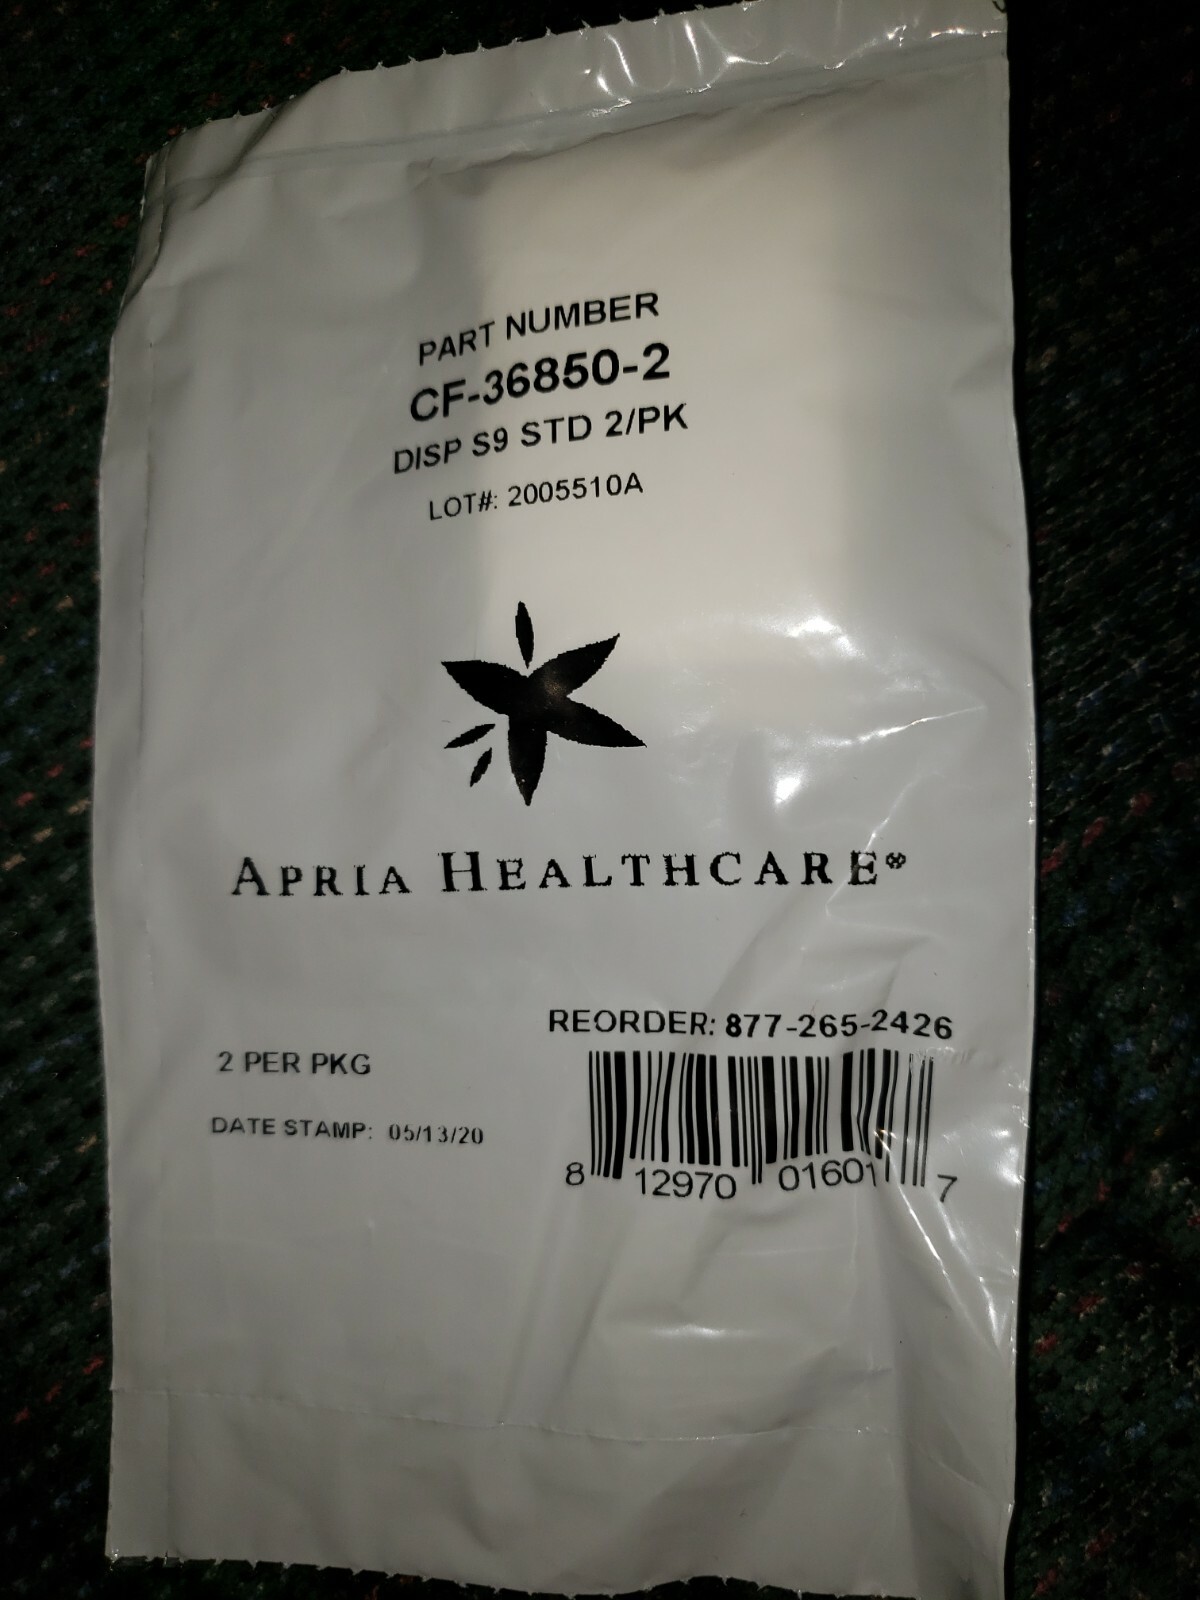 PART NUMBER
CF-36850-2
DISP S9 STD 2/PK
LOT#: 2005510A
APRIA HEALTHCARE®
REORDER: 877-265-2426
2 PER PKG
DATE STAMP: 05/13/20
8 12970 01601 7